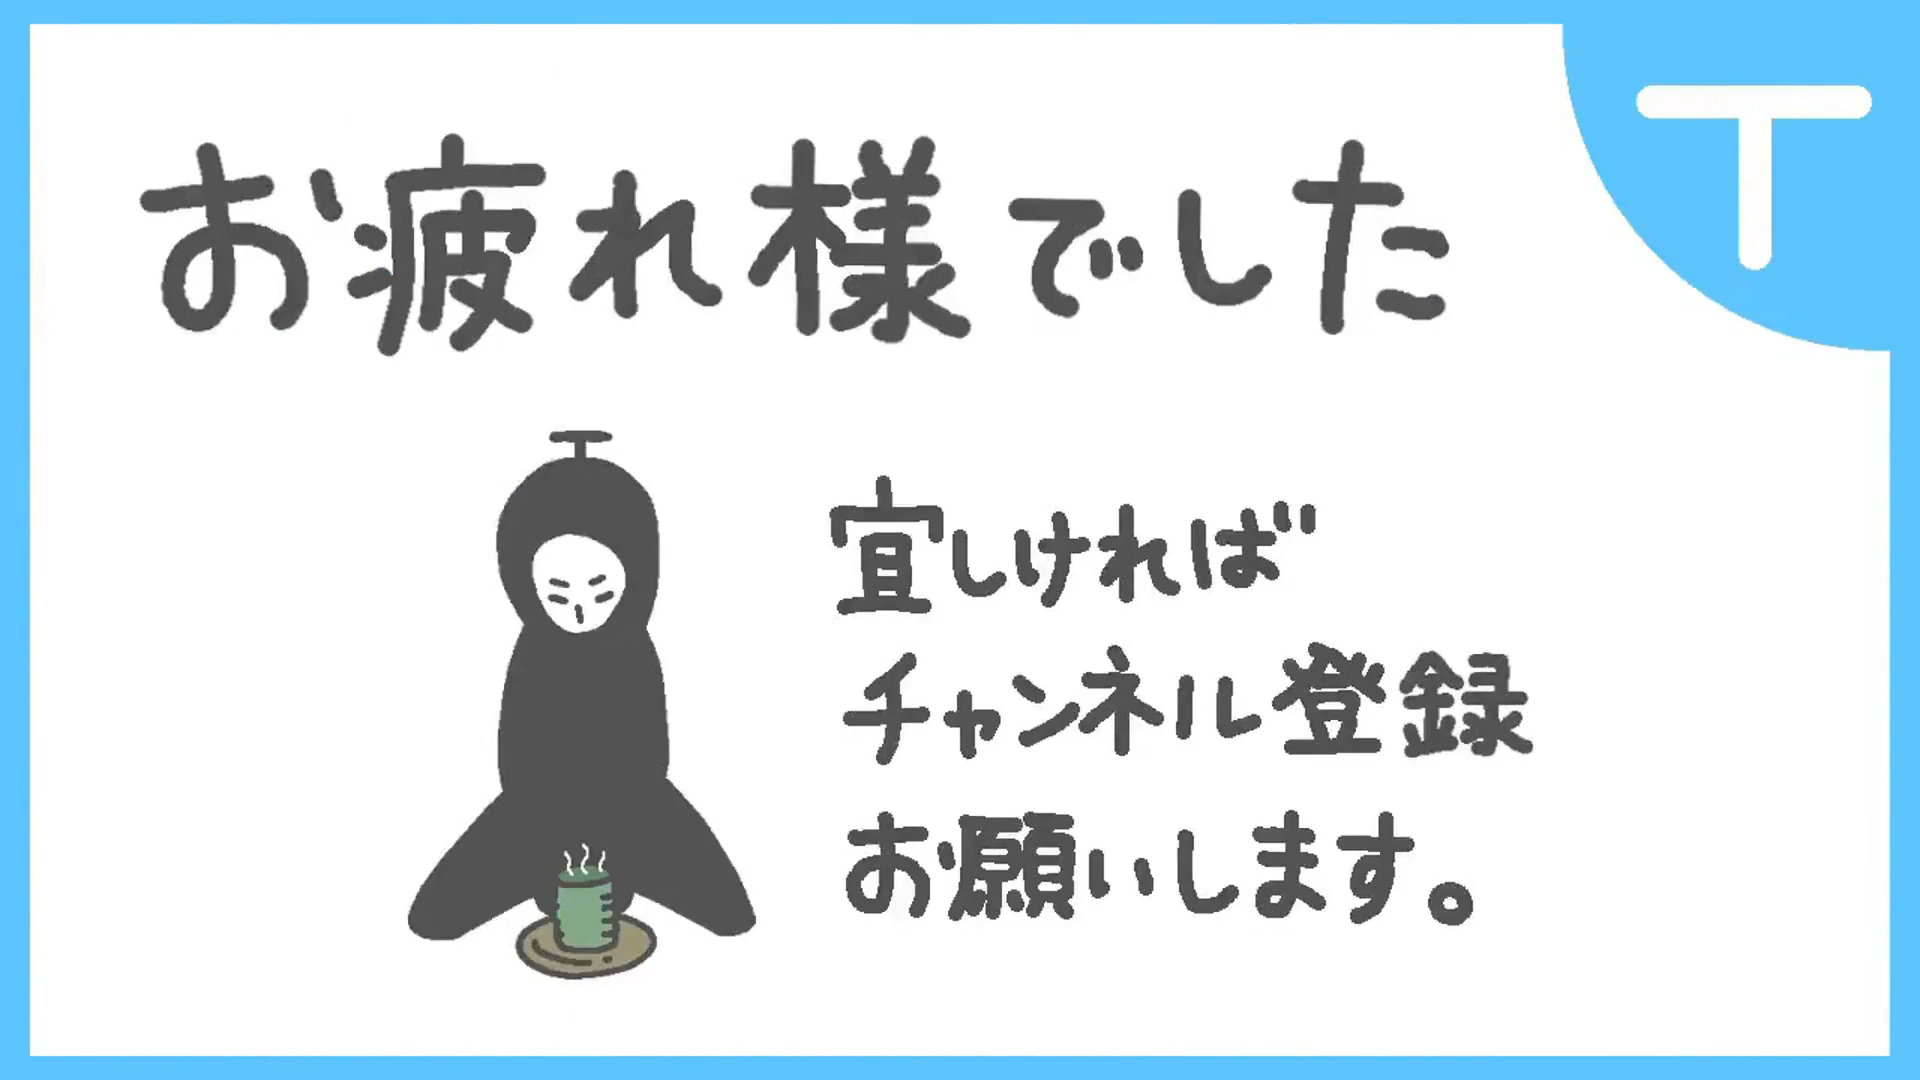 T
お疲れ様でした
宜しければ
チャンネル登録
お願いします。